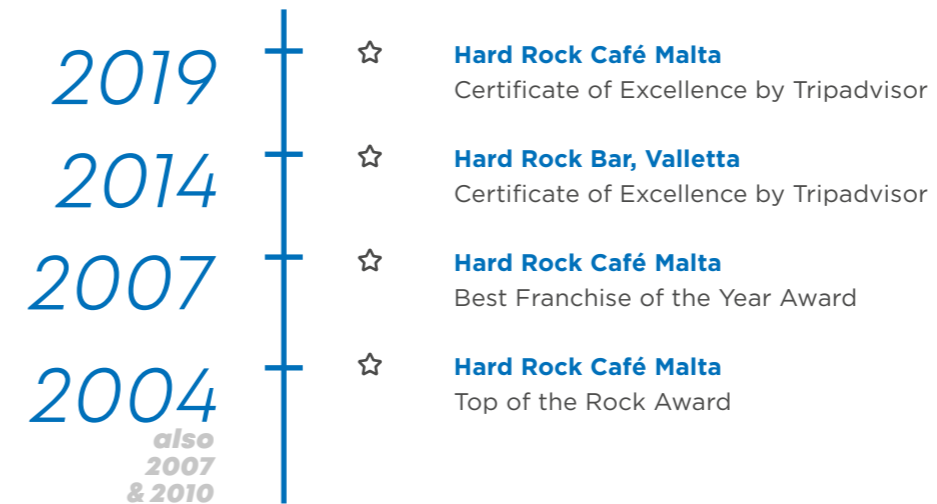 2019
Hard Rock Café Malta
Certificate of Excellence by Tripadvisor
2014
Hard Rock Bar, Valletta
Certificate of Excellence by Tripadvisor
2007
Hard Rock Café Malta
Best Franchise of the Year Award
2004
also
2007
& 2010
Hard Rock Café Malta
Top of the Rock Award